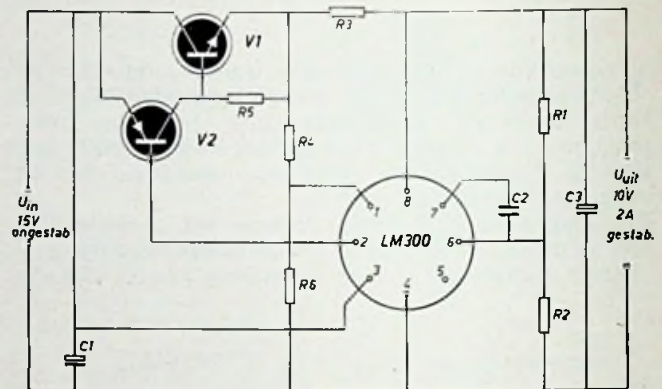 V1
R3
V2
R5
R4
R1
U_in
15V
ongestab.
1
8
7
C2
2
LM300
6
C3
U_uit
10V
2A
gestab.
3
5
4
R6
R2
C1